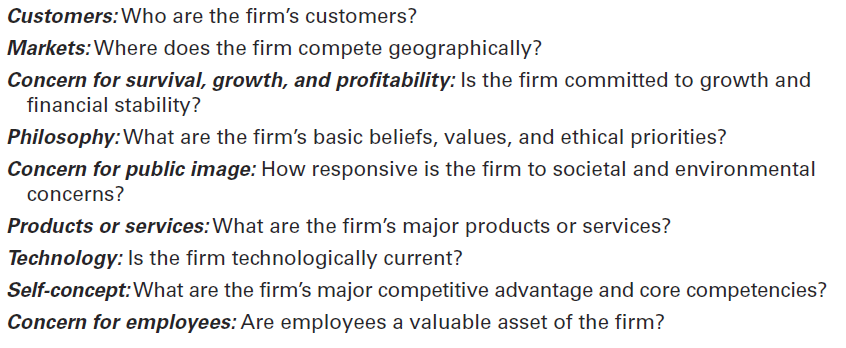 Customers: Who are the firm's customers?
Markets: Where does the firm compete geographically?
Concern for survival, growth, and profitability: Is the firm committed to growth and
financial stability?
Philosophy: What are the firm's basic beliefs, values, and ethical priorities?
Concern for public image: How responsive is the firm to societal and environmental
concerns?
Products or services: What are the firm's major products or services?
Technology: Is the firm technologically current?
Self-concept: What are the firm's major competitive advantage and core competencies?
Concern for employees: Are employees a valuable asset of the firm?